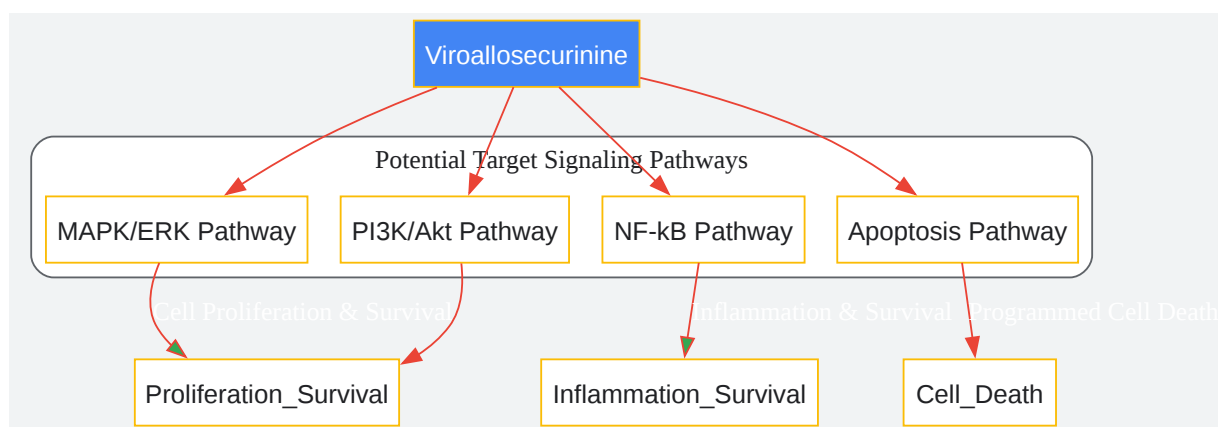 Viroallosecurinine
Potential Target Signaling Pathways
MAPK/ERK Pathway
PI3K/Akt Pathway
NF-kB Pathway
Apoptosis Pathway
Cell Proliferation & Survival
Inflammation & Survival
Programmed Cell Death
Proliferation_Survival
Inflammation_Survival
Cell_Death